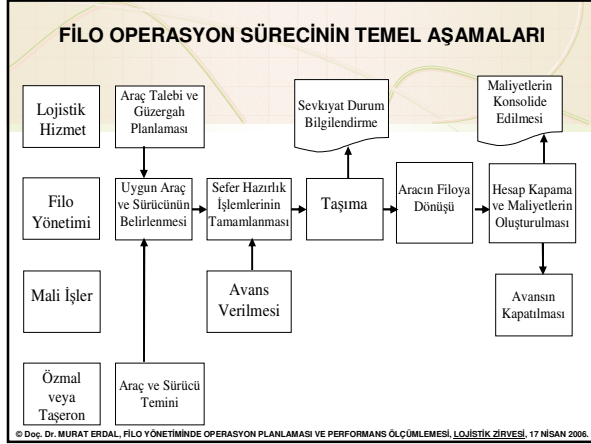 FİLO OPERASYON SÜRECİNİN TEMEL AŞAMALARI
Lojistik
Hizmet
Araç Talebi ve
Güzergah
Planlaması
Sevkıyat Durum
Bilgilendirme
Maliyetlerin
Konsolide
Edilmesi
Filo
Yönetimi
Uygun Araç
ve Sürücünün
Belirlenmesi
Sefer Hazırlık
İşlemlerinin
Tamamlanması
Taşıma
Aracın Filoya
Dönüşü
Hesap Kapama
ve Maliyetlerin
Oluşturulması
Mali İşler
Avans
Verilmesi
Avansın
Kapatılması
Özmal
veya
Taşeron
Araç ve Sürücü
Temini
© Doç. Dr. MURAT ERDAL, FİLO YÖNETİMİNDE OPERASYON PLANLAMASI VE PERFORMANS ÖLÇÜMLEMESİ, LOJİSTİK ZİRVESİ, 17 NİSAN 2006.